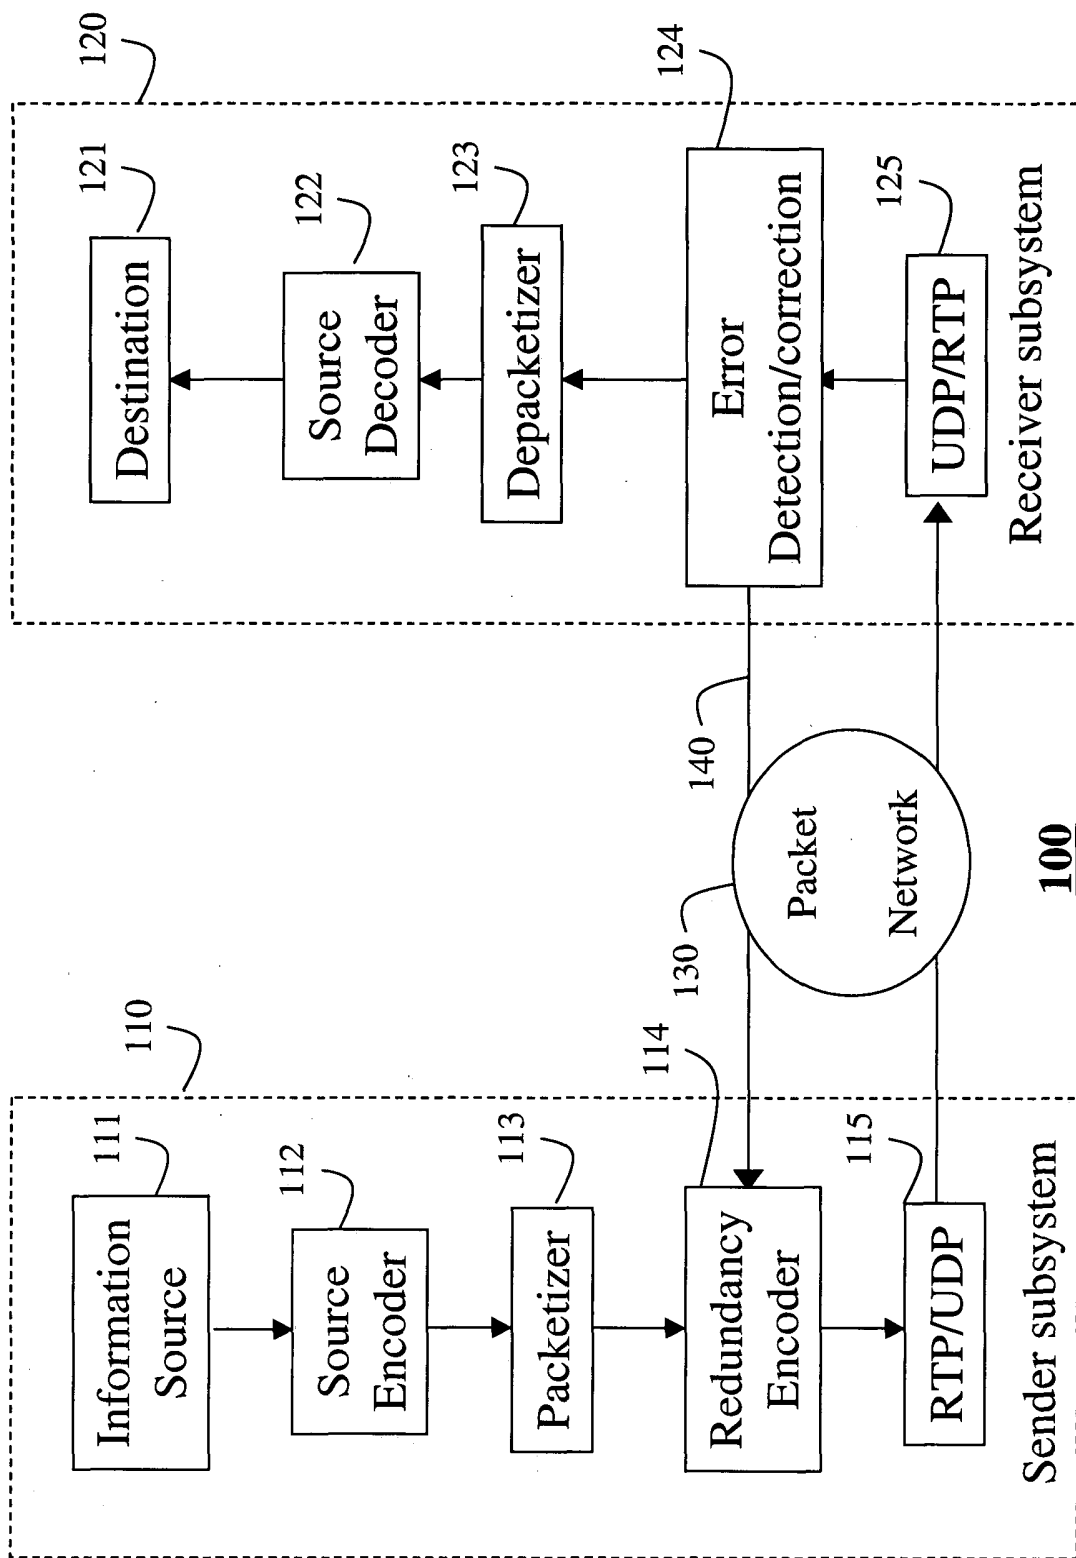 110
111
Information
Source
112
Source
Encoder
113
Packetizer
114
Redundancy
Encoder
115
RTP/UDP
Sender subsystem
130
140
Packet
Network
100
120
121
Destination
122
Source
Decoder
123
Depacketizer
124
Error
Detection/correction
125
UDP/RTP
Receiver subsystem